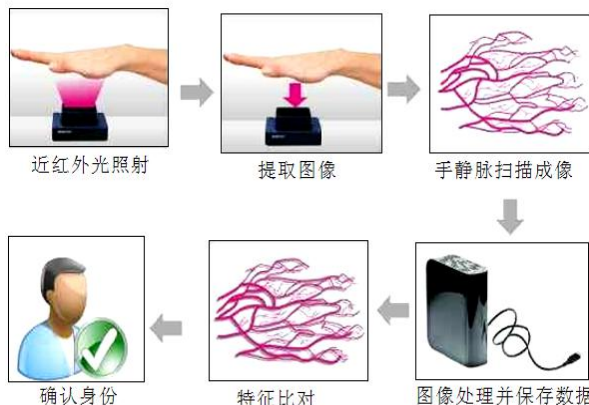 近红外光照射
提取图像
手静脉扫描成像
图像处理并保存数据
特征比对
确认身份